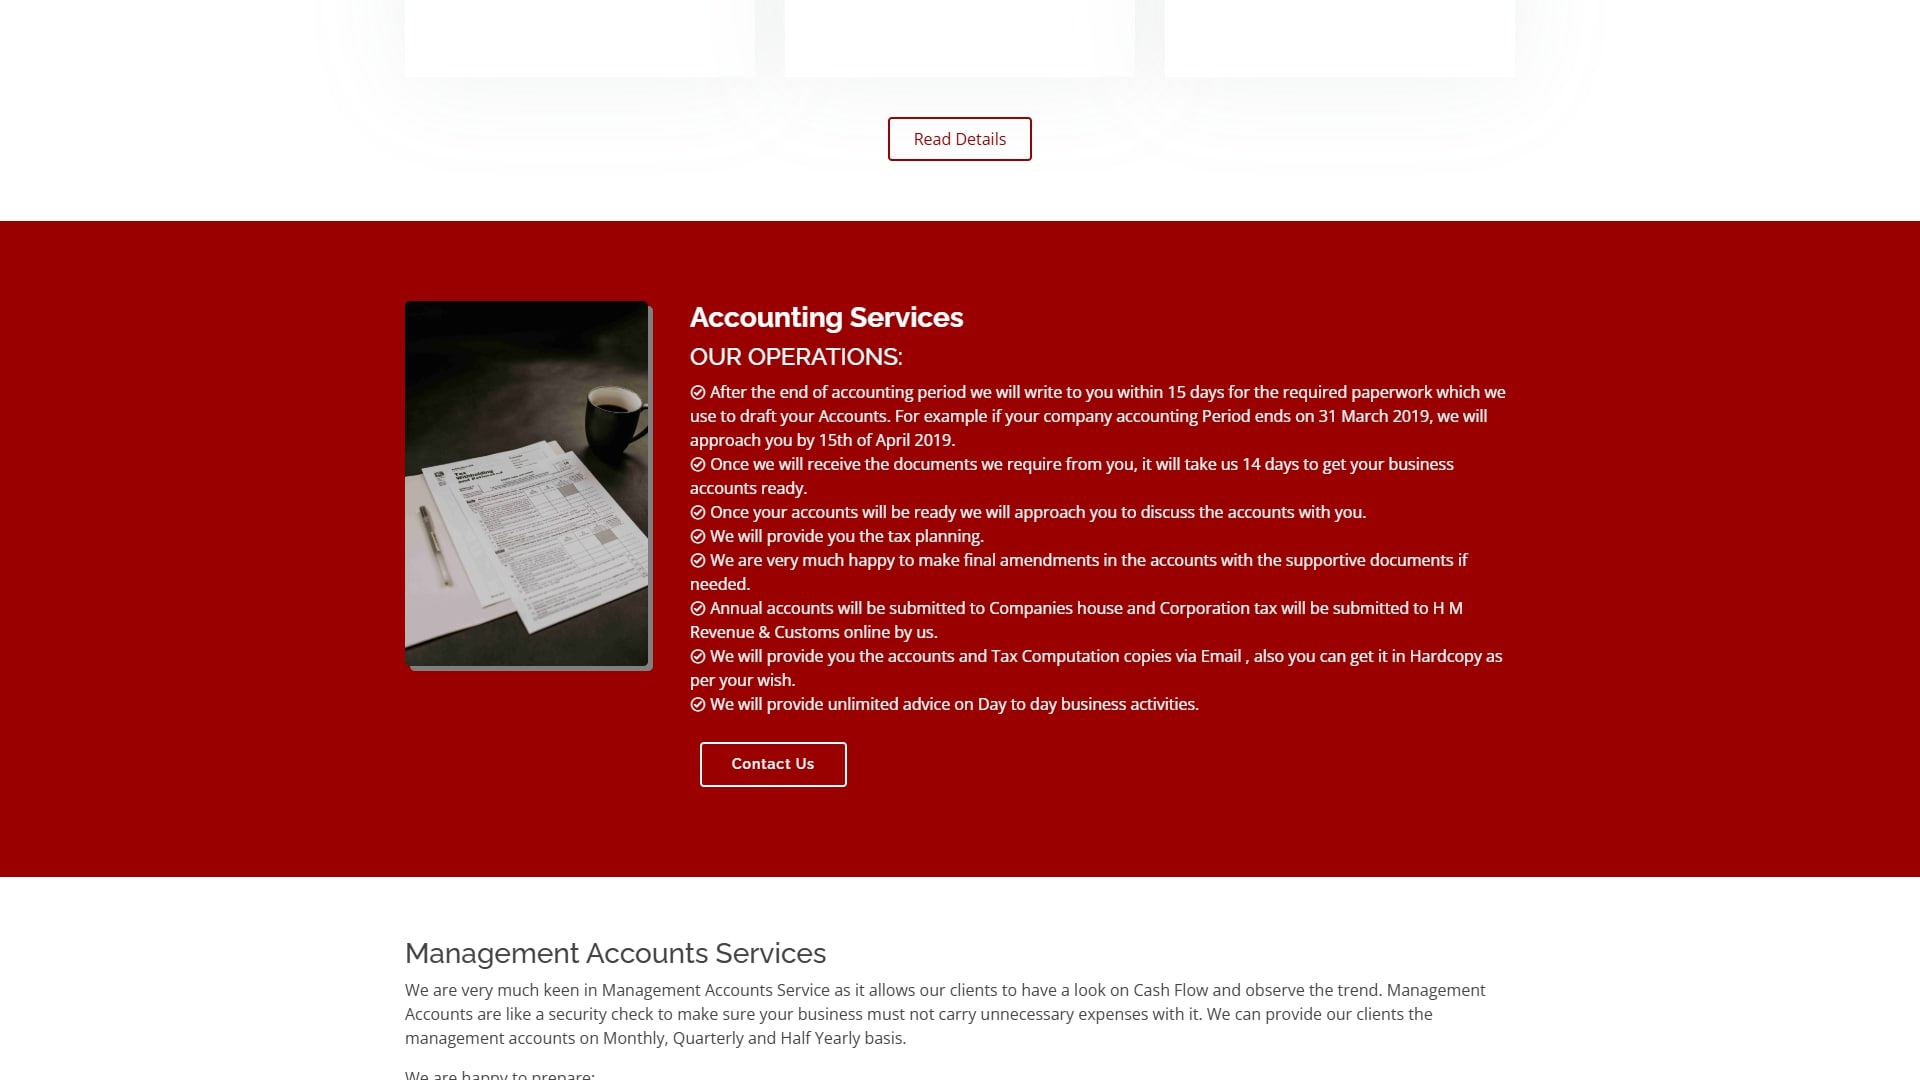 Read Details
Accounting Services
OUR OPERATIONS:
After the end of accounting period we will write to you within 15 days for the required paperwork which we
use to draft your Accounts. For example if your company accounting Period ends on 31 March 2019, we will
approach you by 15th of April 2019.
Once we will receive the documents we require from you, it will take us 14 days to get your business
accounts ready.
Once your accounts will be ready we will approach you to discuss the accounts with you.
We will provide you the tax planning.
We are very much happy to make final amendments in the accounts with the supportive documents if
needed.
Annual accounts will be submitted to Companies house and Corporation tax will be submitted to H M
Revenue & Customs online by us.
We will provide you the accounts and Tax Computation copies via Email , also you can get it in Hardcopy as
per your wish.
We will provide unlimited advice on Day to day business activities.
Contact Us
Management Accounts Services
We are very much keen in Management Accounts Service as it allows our clients to have a look on Cash Flow and observe the trend. Management
Accounts are like a security check to make sure your business must not carry unnecessary expenses with it. We can provide our clients the
management accounts on Monthly, Quarterly and Half Yearly basis.
We are happy to prepare: